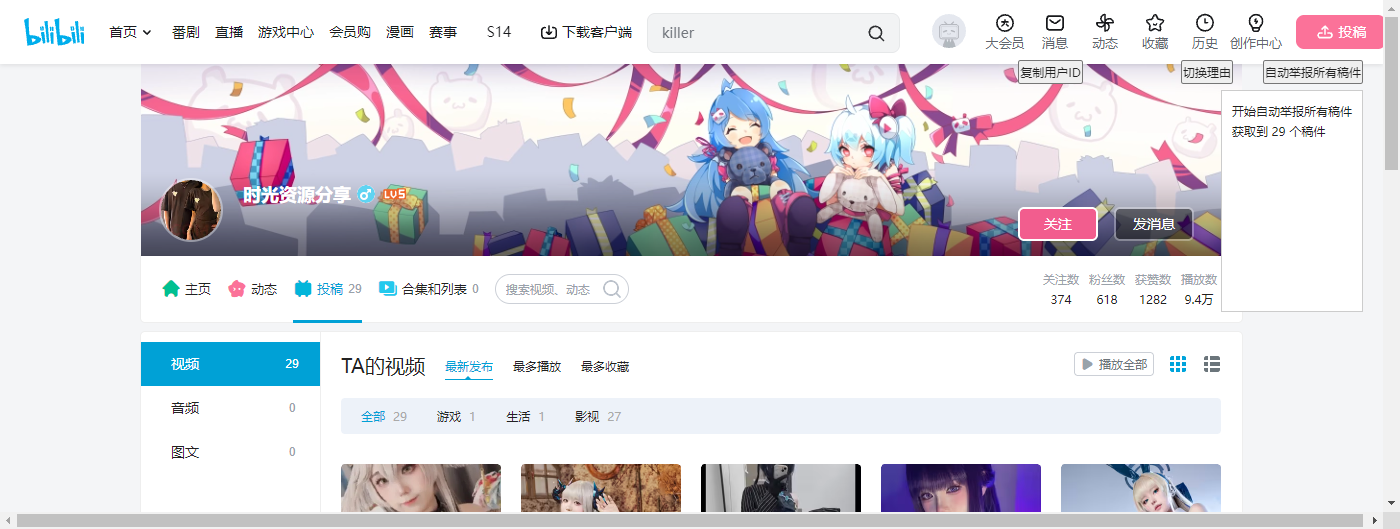 bilibili
首页 番剧 直播 游戏中心 会员购 漫画 赛事 S14 下载客户端 killer 大会员 消息 动态 收藏 历史 创作中心 投稿
复制用户ID 切换理由 自动举报所有稿件
开始自动举报所有稿件
获取到 29 个稿件
时光资源分享 LV5
关注 发消息
主页 动态 投稿 29 合集和列表 0 搜索视频、动态
关注数 粉丝数 获赞数 播放数
374 618 1282 9.4万
视频 29
音频 0
图文 0
TA的视频 最新发布 最多播放 最多收藏 播放全部
全部 29 游戏 1 生活 1 影视 27